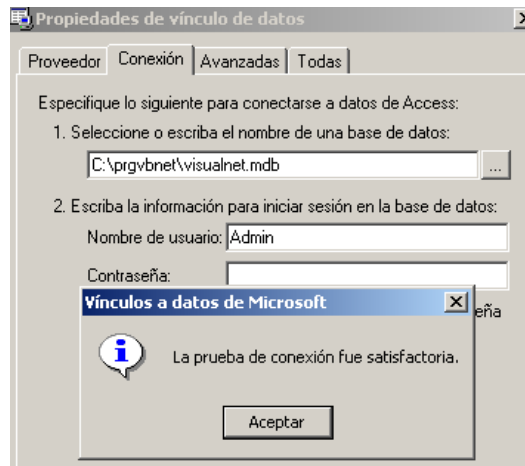 Propiedades de vínculo de datos
Proveedor Conexión Avanzadas Todas
Especifique lo siguiente para conectarse a datos de Access:
1. Seleccione o escriba el nombre de una base de datos:
C:\prgvbnet\visualnet.mdb ...
2. Escriba la información para iniciar sesión en la base de datos:
Nombre de usuario: Admin
Contraseña:
Vínculos a datos de Microsoft
eña
La prueba de conexión fue satisfactoria.
Aceptar